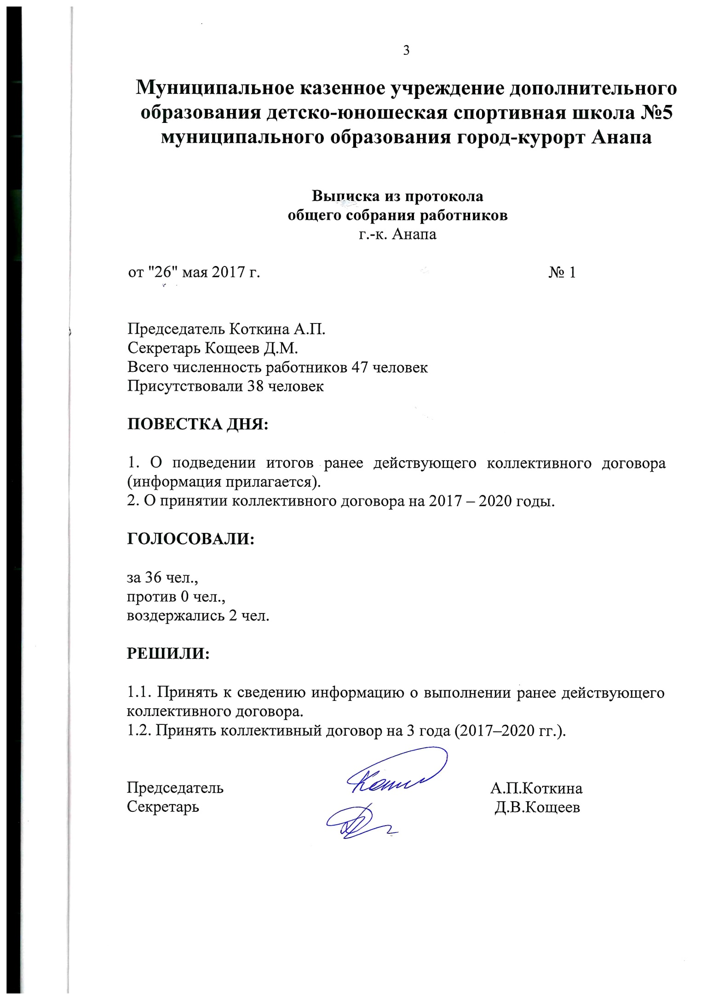 3
Муниципальное казенное учреждение дополнительного
образования детско-юношеская спортивная школа №5
муниципального образования город-курорт Анапа
Выписка из протокола
общего собрания работников
г.-к. Анапа
от "26" мая 2017 г. № 1
Председатель Коткина А.П.
Секретарь Кощеев Д.М.
Всего численность работников 47 человек
Присутствовали 38 человек
ПОВЕСТКА ДНЯ:
1. О подведении итогов ранее действующего коллективного договора
(информация прилагается).
2. О принятии коллективного договора на 2017 – 2020 годы.
ГОЛОСОВАЛИ:
за 36 чел.,
против 0 чел.,
воздержались 2 чел.
РЕШИЛИ:
1.1. Принять к сведению информацию о выполнении ранее действующего
коллективного договора.
1.2. Принять коллективный договор на 3 года (2017–2020 гг.).
Председатель А.П.Коткина
Секретарь Д.В.Кощеев